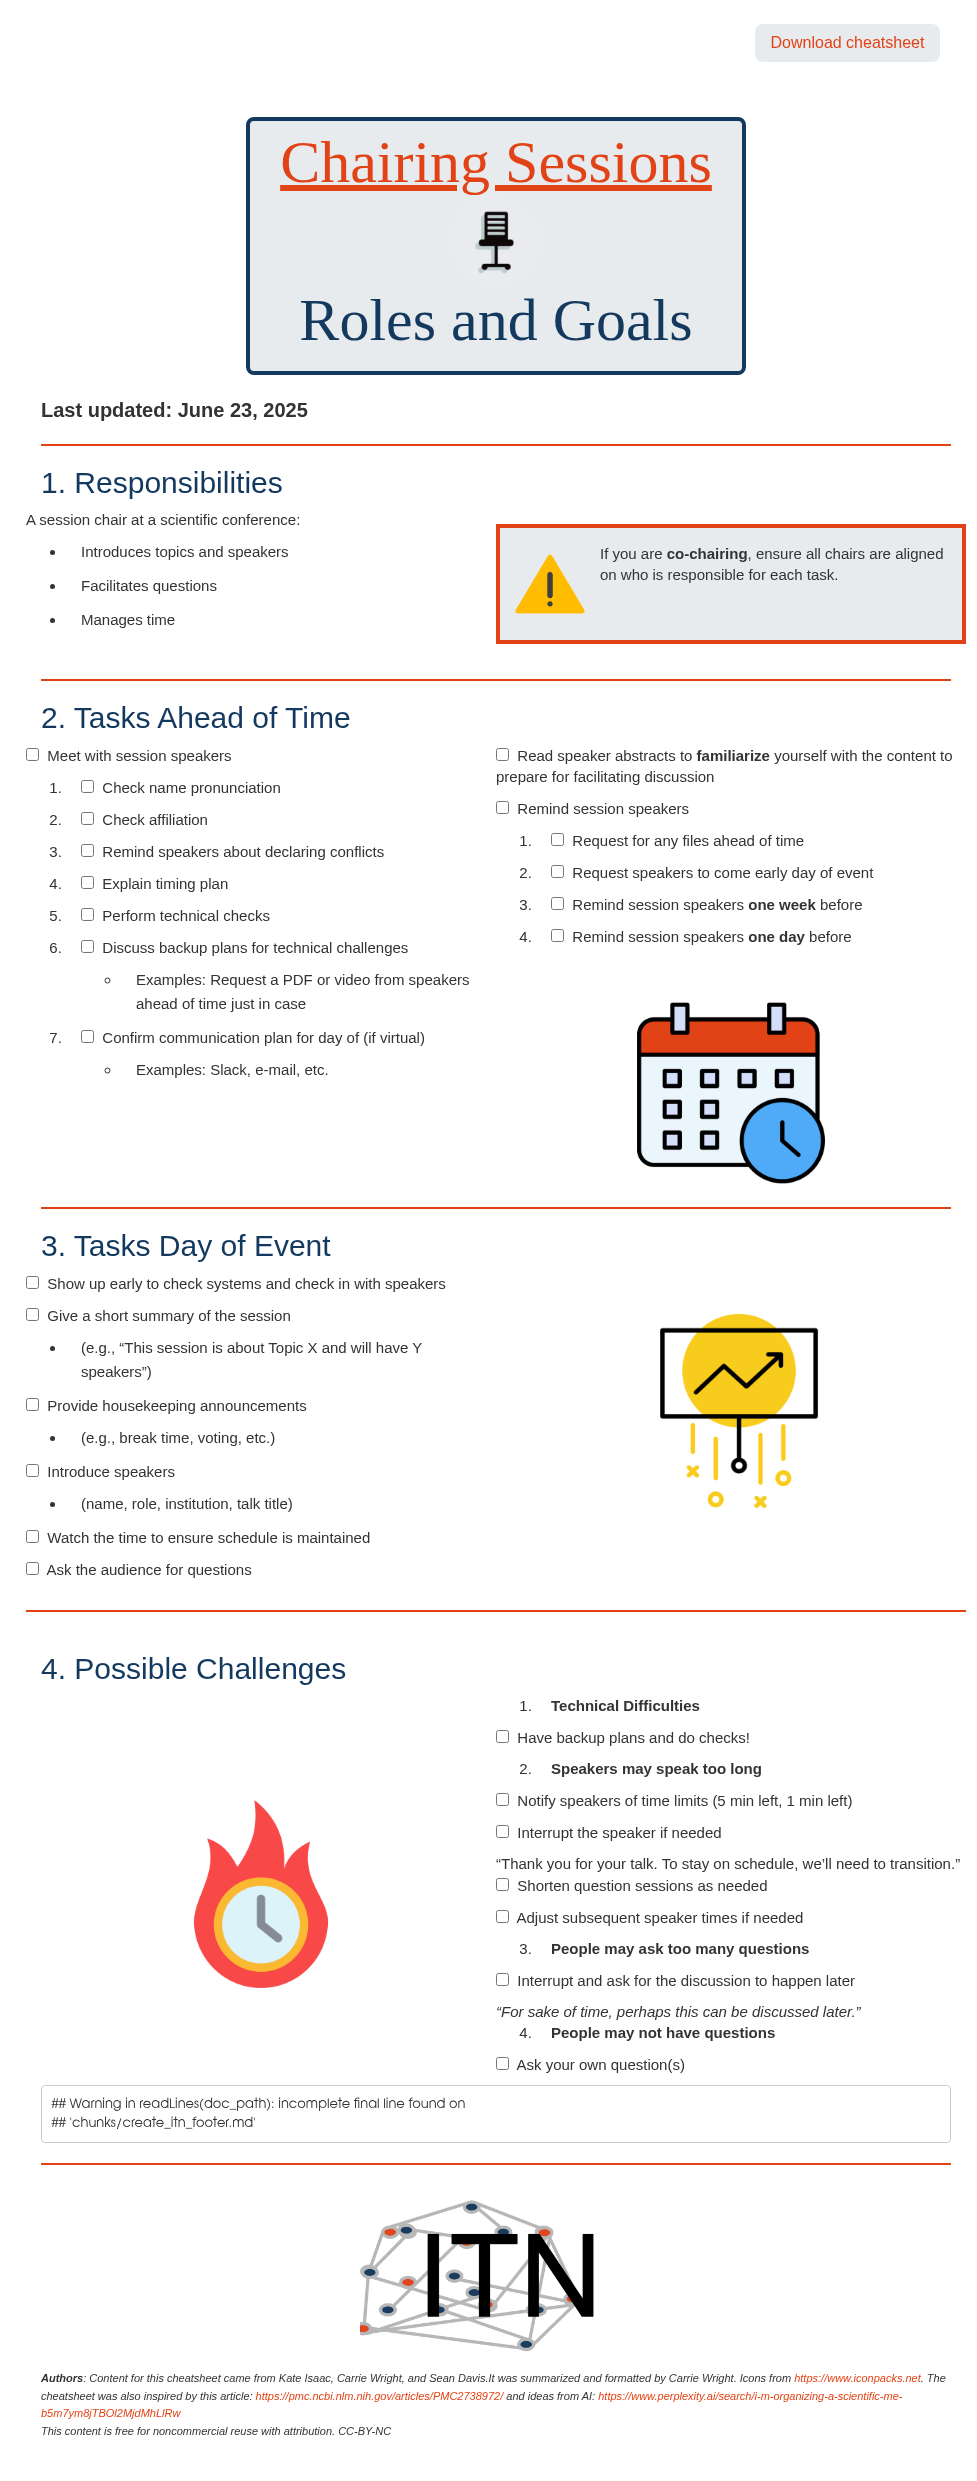 Download cheatsheet
Chairing Sessions
Roles and Goals
Last updated: June 23, 2025
1. Responsibilities
A session chair at a scientific conference:
Introduces topics and speakers
Facilitates questions
Manages time
If you are co-chairing, ensure all chairs are aligned
on who is responsible for each task.
2. Tasks Ahead of Time
Meet with session speakers
1. Check name pronunciation
2. Check affiliation
3. Remind speakers about declaring conflicts
4. Explain timing plan
5. Perform technical checks
6. Discuss backup plans for technical challenges
Examples: Request a PDF or video from speakers
ahead of time just in case
7. Confirm communication plan for day of (if virtual)
Examples: Slack, e-mail, etc.
Read speaker abstracts to familiarize yourself with the content to
prepare for facilitating discussion
Remind session speakers
1. Request for any files ahead of time
2. Request speakers to come early day of event
3. Remind session speakers one week before
4. Remind session speakers one day before
3. Tasks Day of Event
Show up early to check systems and check in with speakers
Give a short summary of the session
(e.g., “This session is about Topic X and will have Y
speakers”)
Provide housekeeping announcements
(e.g., break time, voting, etc.)
Introduce speakers
(name, role, institution, talk title)
Watch the time to ensure schedule is maintained
Ask the audience for questions
4. Possible Challenges
1. Technical Difficulties
Have backup plans and do checks!
2. Speakers may speak too long
Notify speakers of time limits (5 min left, 1 min left)
Interrupt the speaker if needed
“Thank you for your talk. To stay on schedule, we’ll need to transition.”
Shorten question sessions as needed
Adjust subsequent speaker times if needed
3. People may ask too many questions
Interrupt and ask for the discussion to happen later
“For sake of time, perhaps this can be discussed later.”
4. People may not have questions
Ask your own question(s)
## Warning in readLines(doc_path): incomplete final line found on
## 'chunks/create_itn_footer.md'
ITN
Authors: Content for this cheatsheet came from Kate Isaac, Carrie Wright, and Sean Davis.It was summarized and formatted by Carrie Wright. Icons from https://www.iconpacks.net. The
cheatsheet was also inspired by this article: https://pmc.ncbi.nlm.nih.gov/articles/PMC2738972/ and ideas from AI: https://www.perplexity.ai/search/i-m-organizing-a-scientific-me-
b5m7ym8jTBOl2MjdMhLlRw
This content is free for noncommercial reuse with attribution. CC-BY-NC